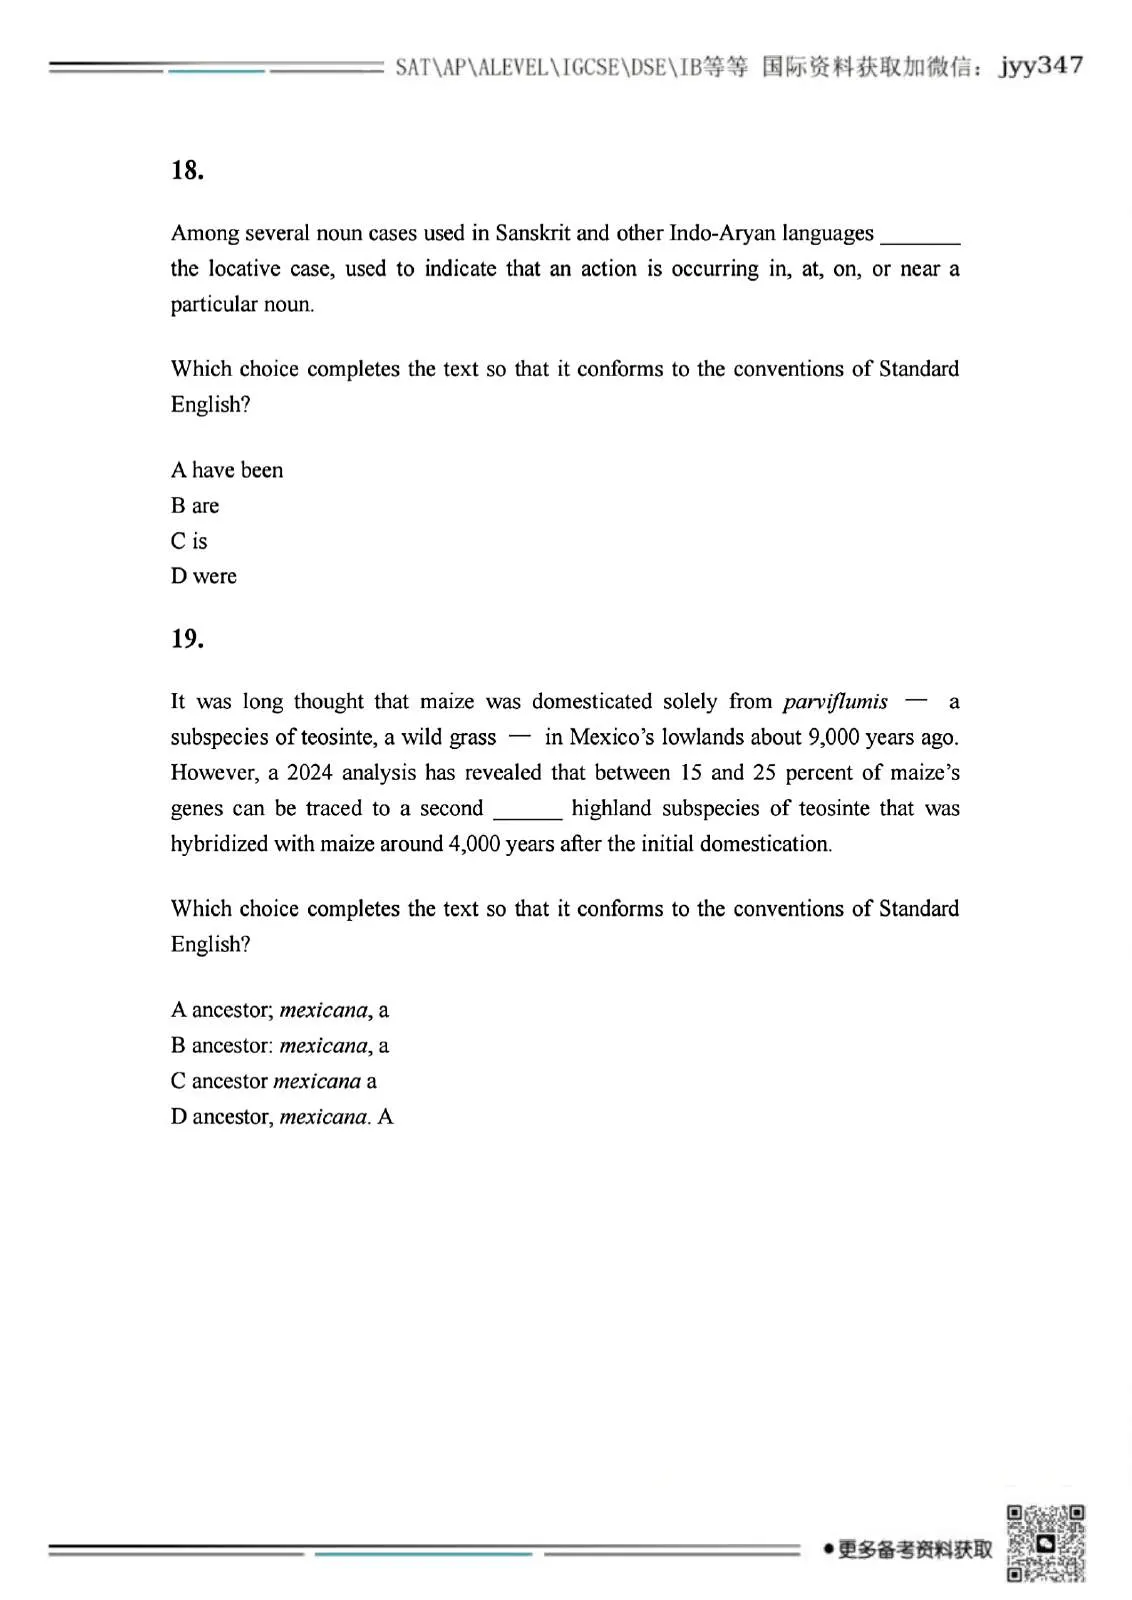 SAT\AP\ALEVEL\IGCSE\DSE\IB等等 国际资料获取加微信：jyy347
18.
Among several noun cases used in Sanskrit and other Indo-Aryan languages _______
the locative case, used to indicate that an action is occurring in, at, on, or near a
particular noun.
Which choice completes the text so that it conforms to the conventions of Standard
English?
A have been
B are
C is
D were
19.
It was long thought that maize was domesticated solely from parviflumis — a
subspecies of teosinte, a wild grass — in Mexico’s lowlands about 9,000 years ago.
However, a 2024 analysis has revealed that between 15 and 25 percent of maize’s
genes can be traced to a second ______ highland subspecies of teosinte that was
hybridized with maize around 4,000 years after the initial domestication.
Which choice completes the text so that it conforms to the conventions of Standard
English?
A ancestor; mexicana, a
B ancestor: mexicana, a
C ancestor mexicana a
D ancestor, mexicana. A
●更多备考资料获取